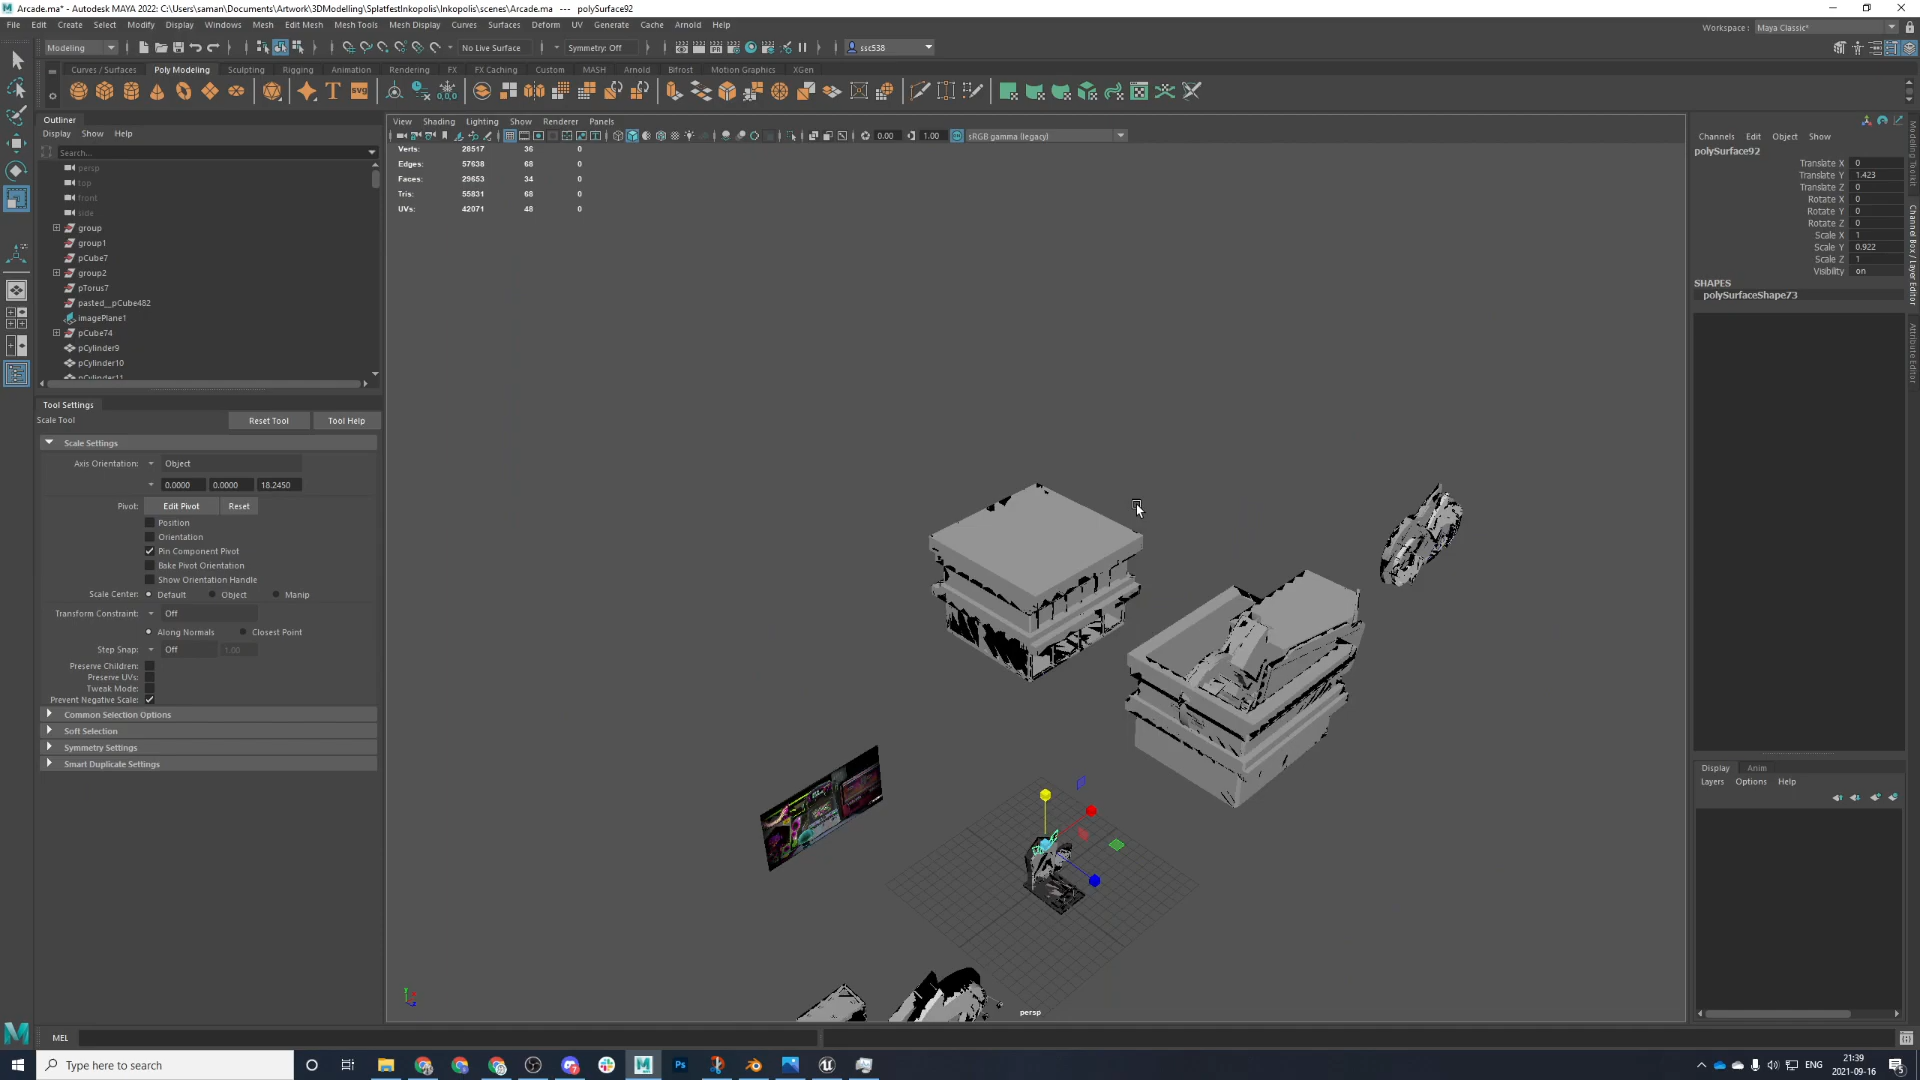 Arcade.ma* - Autodesk MAYA 2022: C:\Users\saman\Documents\Artwork\3DModelling\SplatfestInkopolis\Inkopolis\scenes\Arcade.ma --- polySurface92
File Edit Create Select Modify Display Windows Mesh Edit Mesh Mesh Tools Mesh Display Curves Surfaces Deform UV Generate Cache Arnold Help
Workspace: Maya Classic*
Modeling
No Live Surface
Symmetry: Off
ssc538
Curves / Surfaces Poly Modeling Sculpting Rigging Animation Rendering FX FX Caching Custom MASH Arnold Bifrost Motion Graphics XGen
Outliner
Display Show Help
Search...
persp
top
front
side
group
group1
pCube7
group2
pTorus7
pasted__pCube482
imagePlane1
pCube74
pCylinder9
pCylinder10
pCylinder11
Tool Settings
Scale Tool
Reset Tool
Tool Help
Scale Settings
Axis Orientation: Object
0.0000 0.0000 18.2450
Pivot: Edit Pivot Reset
Position
Orientation
Pin Component Pivot
Bake Pivot Orientation
Show Orientation Handle
Scale Center: Default Object Manip
Transform Constraint: Off
Along Normals Closest Point
Step Snap: Off 1.00
Preserve Children:
Preserve UVs:
Tweak Mode:
Prevent Negative Scale:
Common Selection Options
Soft Selection
Symmetry Settings
Smart Duplicate Settings
View Shading Lighting Show Renderer Panels
0.00 1.00 sRGB gamma (legacy)
Verts: 28517 36 0
Edges: 57638 68 0
Faces: 29653 34 0
Tris: 55831 68 0
UVs: 42071 48 0
persp
Channels Edit Object Show
polySurface92
Translate X 0
Translate Y 1.423
Translate Z 0
Rotate X 0
Rotate Y 0
Rotate Z 0
Scale X 1
Scale Y 0.922
Scale Z 1
Visibility on
SHAPES
polySurfaceShape73
Modeling Toolkit
Channel Box / Layer Editor
Attribute Editor
Display Anim
Layers Options Help
MEL
Type here to search
ENG
21:39
2021-09-16